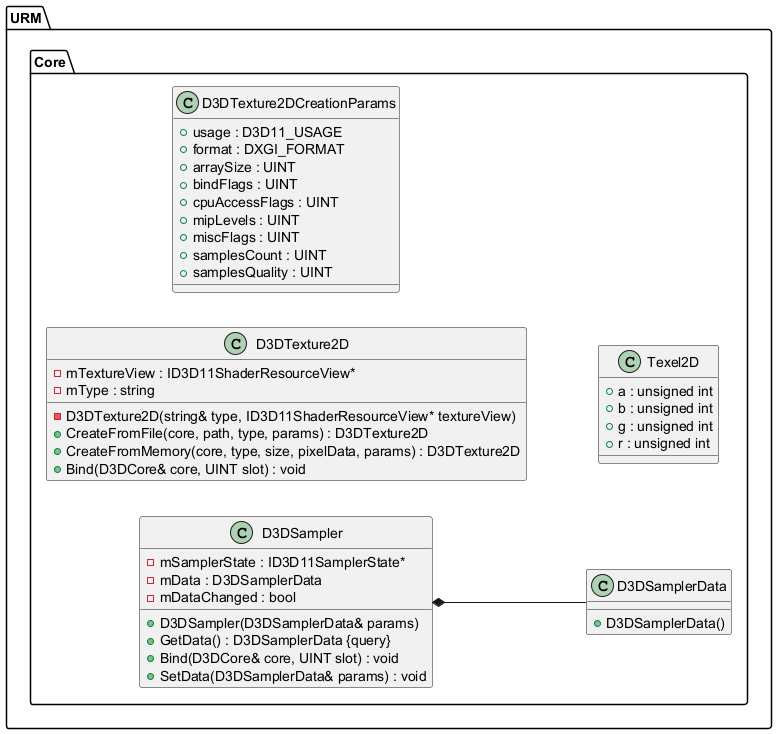 URM
Core
C D3DTexture2DCreationParams
usage : D3D11_USAGE
format : DXGI_FORMAT
arraySize : UINT
bindFlags : UINT
cpuAccessFlags : UINT
mipLevels : UINT
miscFlags : UINT
samplesCount : UINT
samplesQuality : UINT
C D3DTexture2D
mTextureView : ID3D11ShaderResourceView*
mType : string
D3DTexture2D(string& type, ID3D11ShaderResourceView* textureView)
CreateFromFile(core, path, type, params) : D3DTexture2D
CreateFromMemory(core, type, size, pixelData, params) : D3DTexture2D
Bind(D3DCore& core, UINT slot) : void
C Texel2D
a : unsigned int
b : unsigned int
g : unsigned int
r : unsigned int
C D3DSampler
mSamplerState : ID3D11SamplerState*
mData : D3DSamplerData
mDataChanged : bool
D3DSampler(D3DSamplerData& params)
GetData() : D3DSamplerData {query}
Bind(D3DCore& core, UINT slot) : void
SetData(D3DSamplerData& params) : void
C D3DSamplerData
D3DSamplerData()